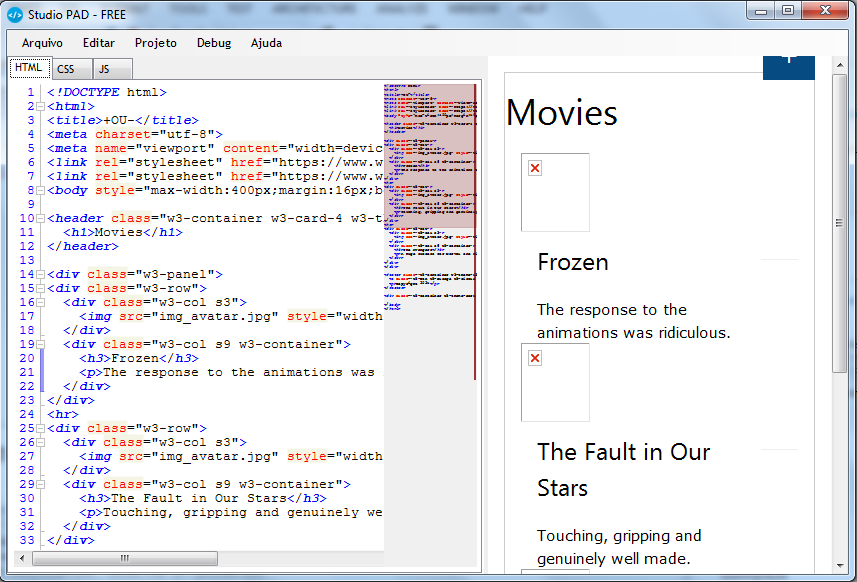 Studio PAD - FREE
Arquivo Editar Projeto Debug Ajuda
HTML CSS JS
1 <!DOCTYPE html>
2 <html>
3 <title>+OU-</title>
4 <meta charset="utf-8">
5 <meta name="viewport" content="width=devic
6 <link rel="stylesheet" href="https://www.w
7 <link rel="stylesheet" href="https://www.w
8 <body style="max-width:400px;margin:16px;b
9
10 <header class="w3-container w3-card-4 w3-t
11 <h1>Movies</h1>
12 </header>
13
14 <div class="w3-panel">
15 <div class="w3-row">
16 <div class="w3-col s3">
17 <img src="img_avatar.jpg" style="width
18 </div>
19 <div class="w3-col s9 w3-container">
20 <h3>Frozen</h3>
21 <p>The response to the animations was
22 </div>
23 </div>
24 <hr>
25 <div class="w3-row">
26 <div class="w3-col s3">
27 <img src="img_avatar.jpg" style="width
28 </div>
29 <div class="w3-col s9 w3-container">
30 <h3>The Fault in Our Stars</h3>
31 <p>Touching, gripping and genuinely we
32 </div>
33 </div>
Movies
Frozen
The response to the
animations was ridiculous.
The Fault in Our
Stars
Touching, gripping and
genuinely well made.